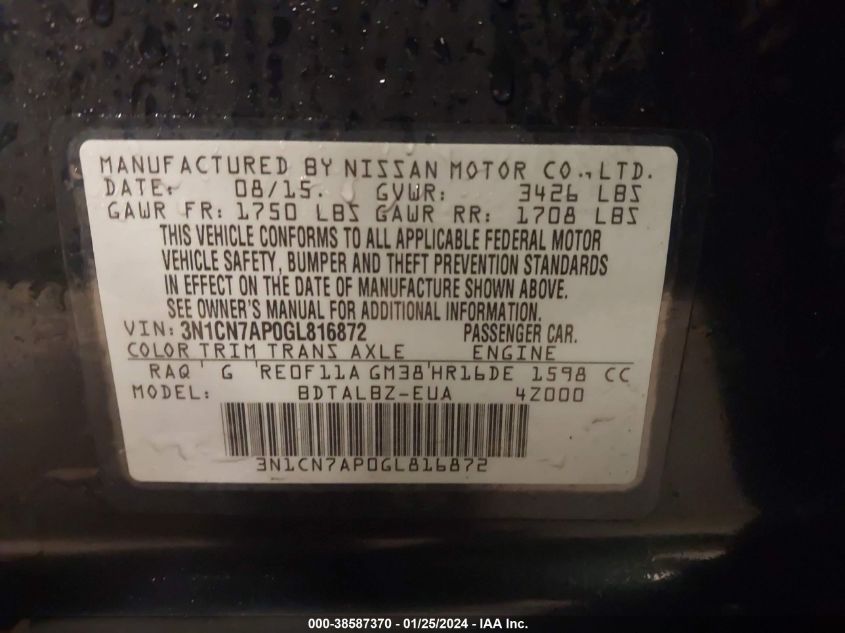 MANUFACTURED BY NISSAN MOTOR CO., LTD.
DATE: 08/15. GVWR: 3426 LBS
GAWR FR: 1750 LBS GAWR RR: 1708 LBS
THIS VEHICLE CONFORMS TO ALL APPLICABLE FEDERAL MOTOR
VEHICLE SAFETY, BUMPER AND THEFT PREVENTION STANDARDS
IN EFFECT ON THE DATE OF MANUFACTURE SHOWN ABOVE.
SEE OWNER'S MANUAL FOR ADDITIONAL INFORMATION.
VIN: 3N1CN7AP0GL816872 PASSENGER CAR.
COLOR TRIM TRANS AXLE ENGINE
RAQ G RE0F11A GM38 HR16DE 1598 CC
MODEL: BDTALBZ-EUA 4Z000
3N1CN7AP0GL816872
000-38587370 - 01/25/2024 - IAA Inc.